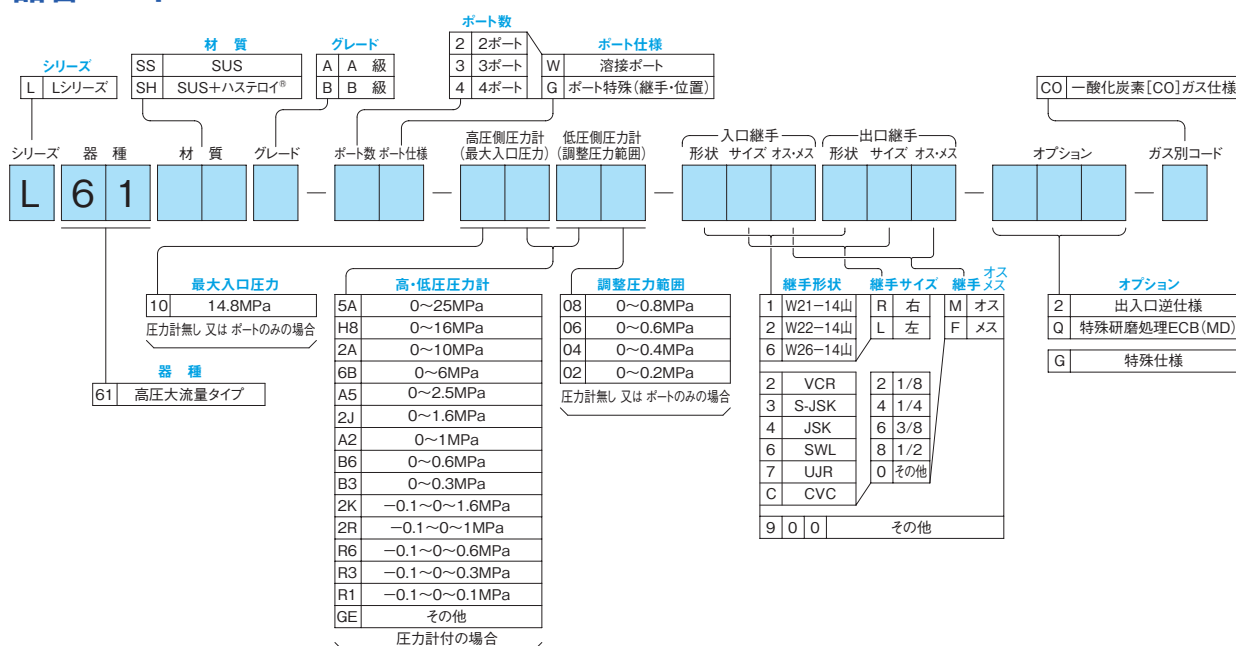 ポート数
材 質
グレード
2 2ポート
ポート仕様
シリーズ
SS SUS
A A 級
3 3ポート
W 溶接ポート
L Lシリーズ
SH SUS+ハステロイ®
B B 級
4 4ポート
G ポート特殊(継手・位置)
CO 一酸化炭素[CO]ガス仕様
高圧側圧力計
低圧側圧力計
入口継手
出口継手
シリーズ 器 種 材 質 グレード ポート数 ポート仕様 (最大入口圧力) (調整圧力範囲) 形状 サイズ オス・メス 形状 サイズ オス・メス オプション ガス別コード
L 6 1 — — — — —
最大入口圧力
10 14.8MPa
圧力計無し 又は ポートのみの場合
器 種
61 高圧大流量タイプ
高・低圧圧力計
5A 0~25MPa
H8 0~16MPa
2A 0~10MPa
6B 0~6MPa
A5 0~2.5MPa
2J 0~1.6MPa
A2 0~1MPa
B6 0~0.6MPa
B3 0~0.3MPa
2K −0.1~0~1.6MPa
2R −0.1~0~1MPa
R6 −0.1~0~0.6MPa
R3 −0.1~0~0.3MPa
R1 −0.1~0~0.1MPa
GE その他
圧力計付の場合
調整圧力範囲
08 0~0.8MPa
06 0~0.6MPa
04 0~0.4MPa
02 0~0.2MPa
圧力計無し 又は ポートのみの場合
継手形状
1 W21−14山
2 W22−14山
6 W26−14山
2 VCR
3 S-JSK
4 JSK
6 SWL
7 UJR
C CVC
9 0 0 その他
継手サイズ
R 右
L 左
2 1/8
4 1/4
6 3/8
8 1/2
0 その他
継手 オス メス
M オス
F メス
オプション
2 出入口逆仕様
Q 特殊研磨処理ECB(MD)
G 特殊仕様